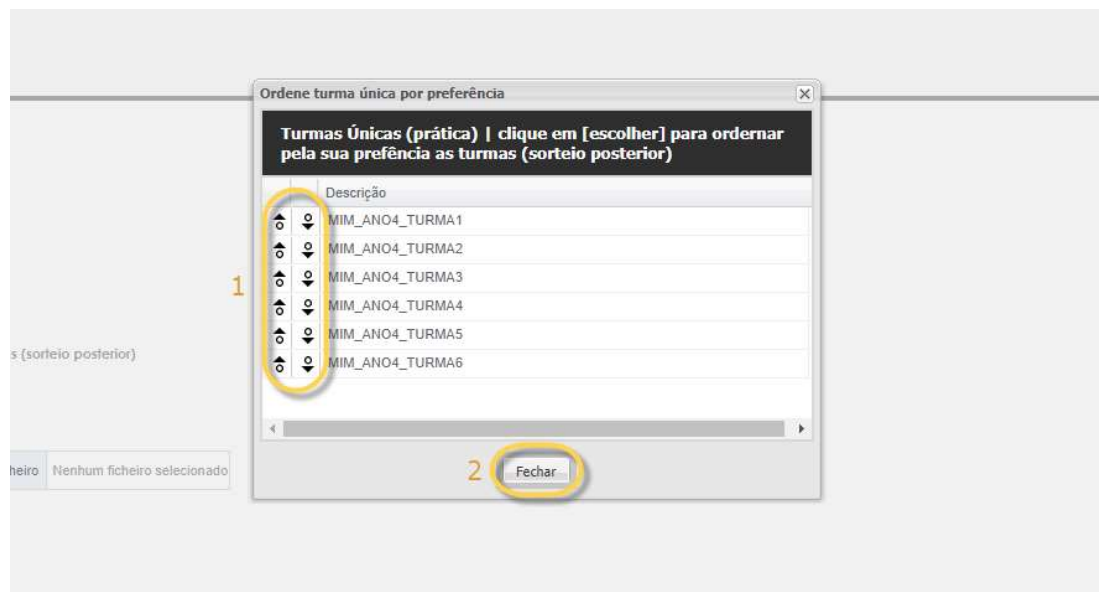 Ordene turma única por preferência
Turmas Únicas (prática) | clique em [escolher] para ordernar
pela sua prefência as turmas (sorteio posterior)
Descrição
MIM_ANO4_TURMA1
MIM_ANO4_TURMA2
MIM_ANO4_TURMA3
1
MIM_ANO4_TURMA4
MIM_ANO4_TURMA5
s (sorteio posterior)
MIM_ANO4_TURMA6
heiro Nenhum ficheiro selecionado
2 Fechar